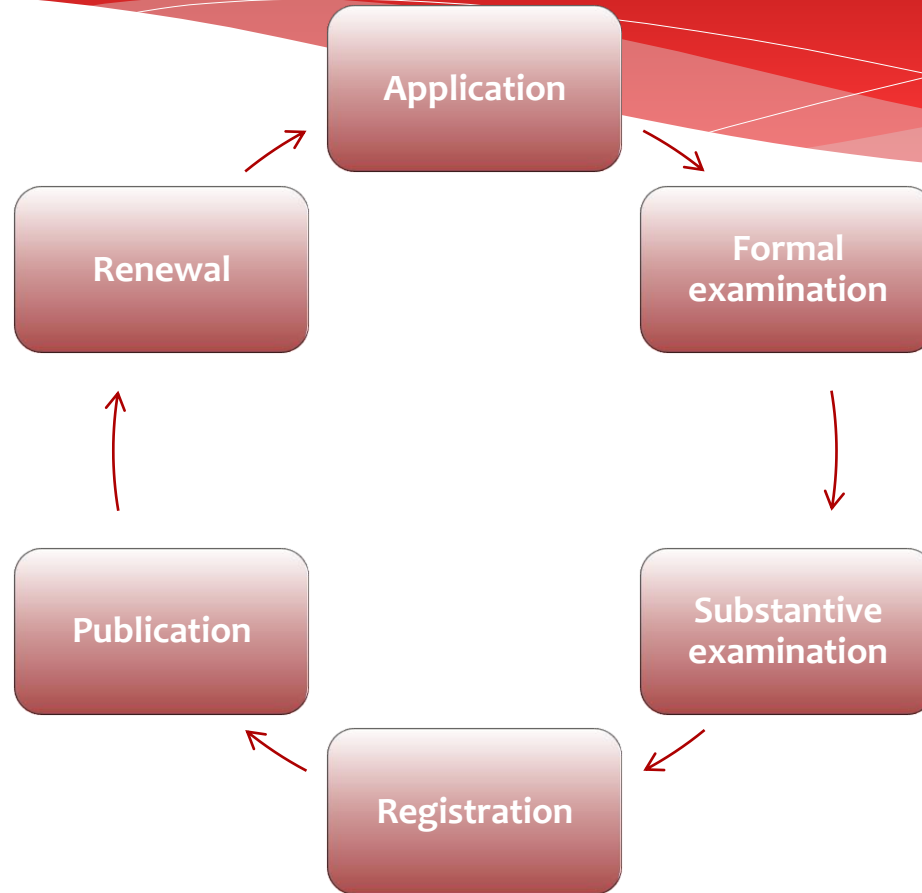 Application
Formal
examination
Substantive
examination
Registration
Publication
Renewal